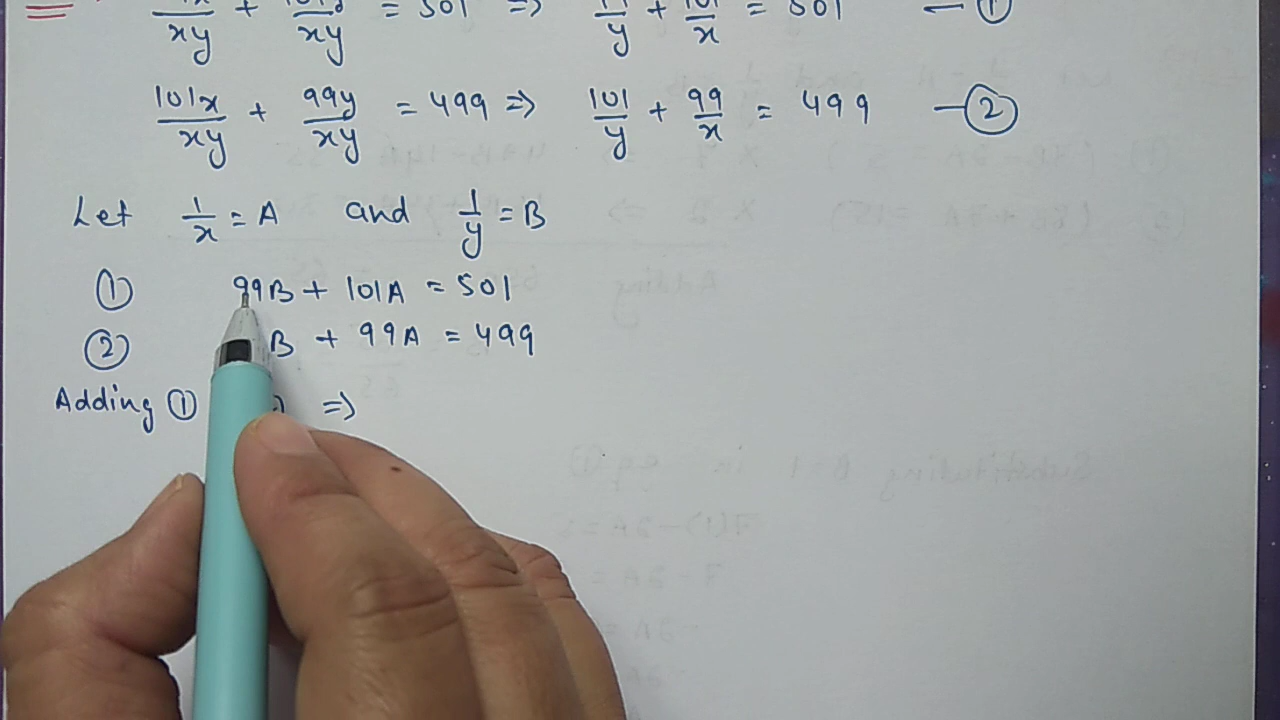 /xy + /xy = 501 => /y + 101/x = 501 — ①
101x/xy + 99y/xy = 499 => 101/y + 99/x = 499 — ②
Let 1/x = A and 1/y = B
① 99B + 101A = 501
② B + 99A = 499
Adding ① =>